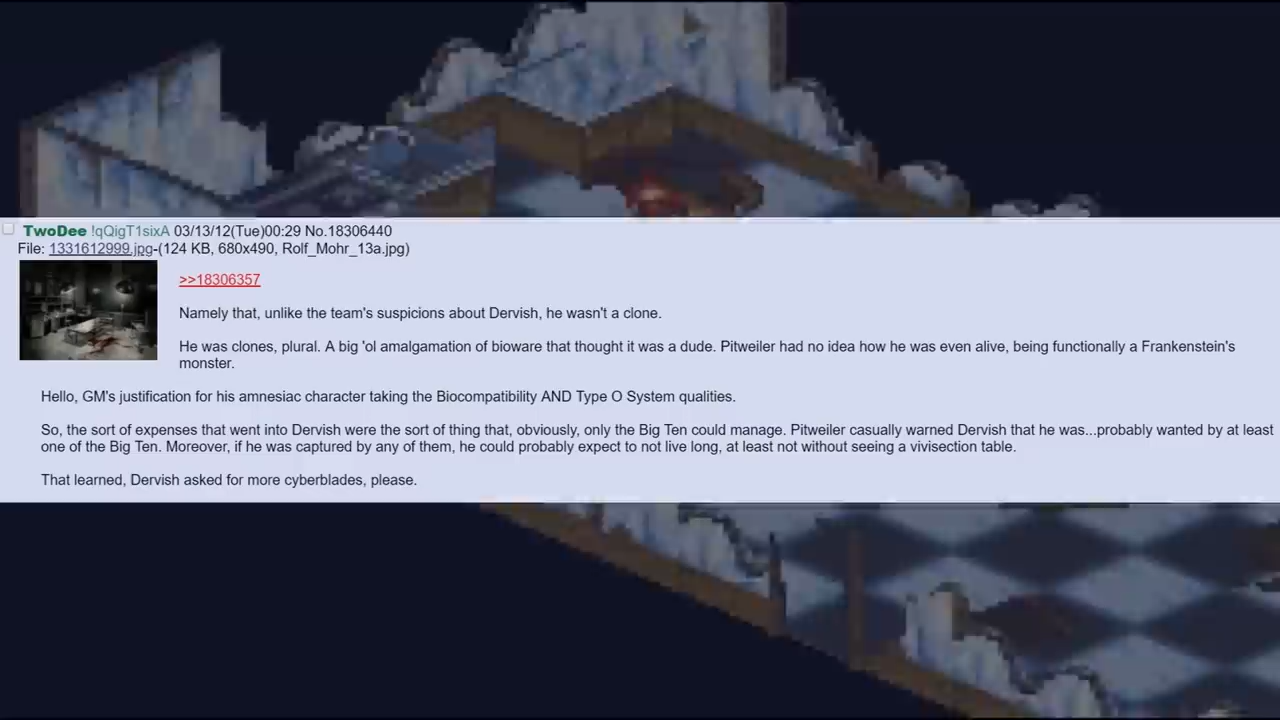 TwoDee !qQigT1sixA 03/13/12(Tue)00:29 No.18306440
File: 1331612999.jpg-(124 KB, 680x490, Rolf_Mohr_13a.jpg)
>>18306357
Namely that, unlike the team's suspicions about Dervish, he wasn't a clone.
He was clones, plural. A big 'ol amalgamation of bioware that thought it was a dude. Pitweiler had no idea how he was even alive, being functionally a Frankenstein's
monster.
Hello, GM's justification for his amnesiac character taking the Biocompatibility AND Type O System qualities.
So, the sort of expenses that went into Dervish were the sort of thing that, obviously, only the Big Ten could manage. Pitweiler casually warned Dervish that he was...probably wanted by at least
one of the Big Ten. Moreover, if he was captured by any of them, he could probably expect to not live long, at least not without seeing a vivisection table.
That learned, Dervish asked for more cyberblades, please.